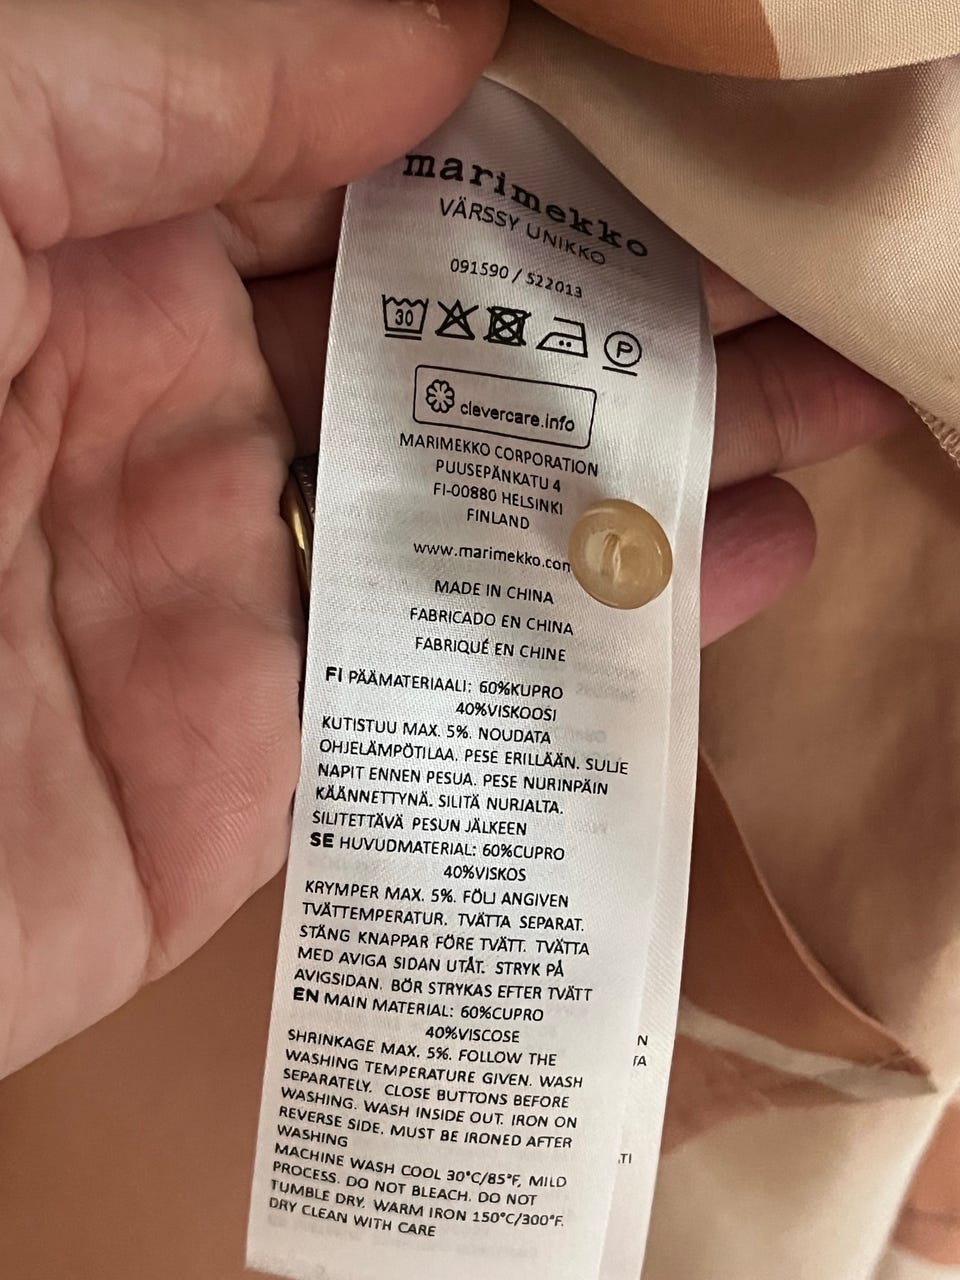 marimekko
VÄRSSY UNIKKO
091590 / 522013
30
P
clevercare.info
MARIMEKKO CORPORATION
PUUSEPÄNKATU 4
FI-00880 HELSINKI
FINLAND
www.marimekko.com
MADE IN CHINA
FABRICADO EN CHINA
FABRIQUÉ EN CHINE
FI PÄÄMATERIAALI: 60%KUPRO
40%VISKOOSI
KUTISTUU MAX. 5%. NOUDATA
OHJELÄMPÖTILAA. PESE ERILLÄÄN. SULJE
NAPIT ENNEN PESUA. PESE NURINPÄIN
KÄÄNNETTYNÄ. SILITÄ NURJALTA.
SILITETTÄVÄ PESUN JÄLKEEN
SE HUVUDMATERIAL: 60%CUPRO
40%VISKOS
KRYMPER MAX. 5%. FÖLJ ANGIVEN
TVÄTTEMPERATUR. TVÄTTA SEPARAT.
STÄNG KNAPPAR FÖRE TVÄTT. TVÄTTA
MED AVIGA SIDAN UTÅT. STRYK PÅ
AVIGSIDAN. BÖR STRYKAS EFTER TVÄTT
EN MAIN MATERIAL: 60%CUPRO
40%VISCOSE
SHRINKAGE MAX. 5%. FOLLOW THE
WASHING TEMPERATURE GIVEN. WASH
SEPARATELY. CLOSE BUTTONS BEFORE
WASHING. WASH INSIDE OUT. IRON ON
REVERSE SIDE. MUST BE IRONED AFTER
WASHING
MACHINE WASH COOL 30°C/85°F, MILD
PROCESS. DO NOT BLEACH. DO NOT
TUMBLE DRY. WARM IRON 150°C/300°F.
DRY CLEAN WITH CARE